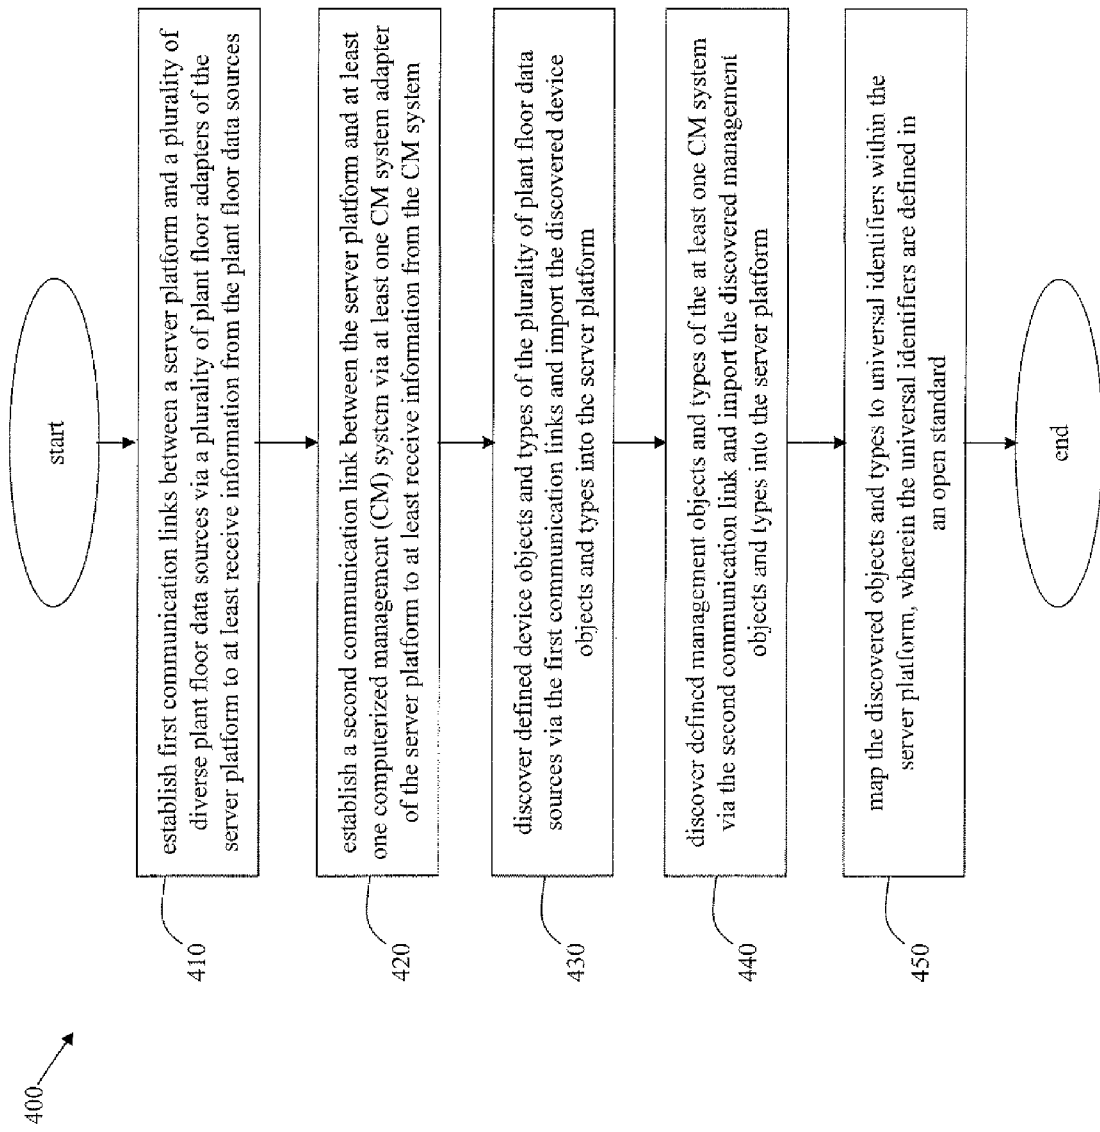 400
start
410
establish first communication links between a server platform and a plurality of
diverse plant floor data sources via a plurality of plant floor adapters of the
server platform to at least receive information from the plant floor data sources
420
establish a second communication link between the server platform and at least
one computerized management (CM) system via at least one CM system adapter
of the server platform to at least receive information from the CM system
430
discover defined device objects and types of the plurality of plant floor data
sources via the first communication links and import the discovered device
objects and types into the server platform
440
discover defined management objects and types of the at least one CM system
via the second communication link and import the discovered management
objects and types into the server platform
450
map the discovered objects and types to universal identifiers within the
server platform, wherein the universal identifiers are defined in
an open standard
end